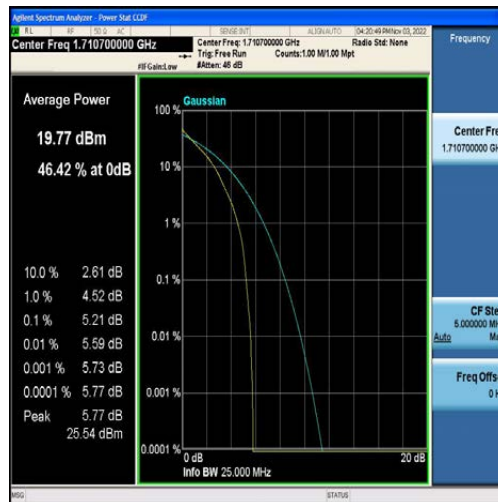 Agilent Spectrum Analyzer - Power Stat CCDF
RL RF 50 Ω AC SENSE:INT ALIGNAUTO 04:20:49 PM Nov 03, 2022
Center Freq 1.710700000 GHz
Center Freq: 1.710700000 GHz Radio Std: None
Trig: Free Run Counts:1.00 M/1.00 Mpt
#IFGain:Low #Atten: 46 dB
Frequency
Average Power
19.77 dBm
46.42 % at 0dB
10.0 % 2.61 dB
1.0 % 4.52 dB
0.1 % 5.21 dB
0.01 % 5.59 dB
0.001 % 5.73 dB
0.0001 % 5.77 dB
Peak 5.77 dB
25.54 dBm
Gaussian
100 %
10 %
1 %
0.1 %
0.01 %
0.001 %
0.0001 %
0 dB 20 dB
Info BW 25.000 MHz
Center Fre
1.710700000 GH
CF Ste
5.000000 MH
Auto Ma
Freq Offs
0 H
MSG STATUS